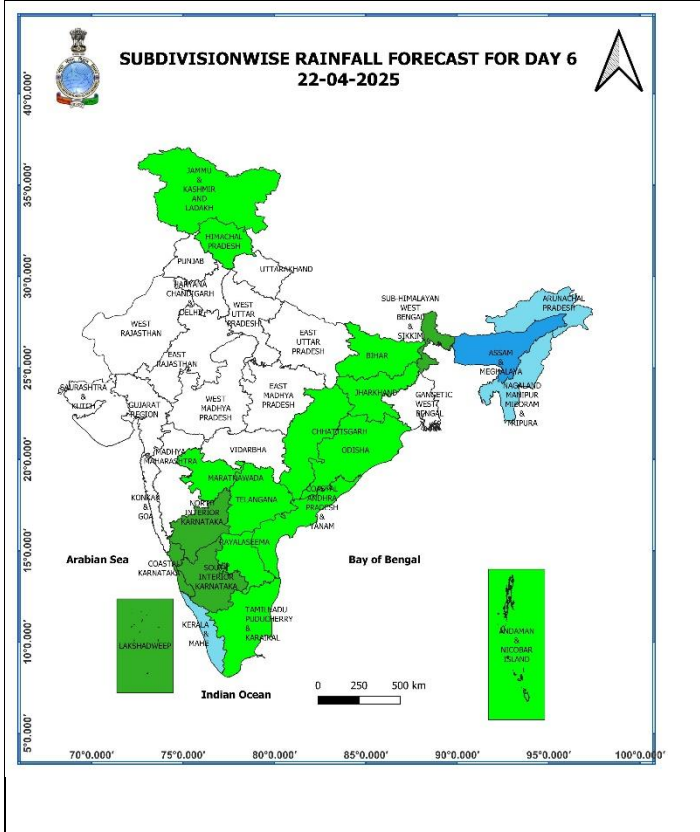 SUBDIVISIONWISE RAINFALL FORECAST FOR DAY 6
22-04-2025
40°0.000'
35°0.000'
30°0.000'
25°0.000'
20°0.000'
15°0.000'
10°0.000'
5°0.000'
JAMMU
&
KASHMIR
AND
LADAKH
HIMACHAL
PRADESH
PUNJAB
UTTARAKHAND
HARYANA
CHANDIGARH
&
DELHI
WEST
UTTAR
PRADESH
WEST
RAJASTHAN
EAST
UTTAR
PRADESH
EAST
RAJASTHAN
SUB-HIMALAYAN
WEST
BENGAL
&
SIKKIM
ARUNACHAL
PRADESH
ASSAM
&
MEGHALAYA
NAGALAND
MANIPUR
MIZORAM
&
TRIPURA
BIHAR
JHARKHAND
GANGETIC
WEST
BENGAL
SAURASHTRA
&
KUTCH
GUJARAT
REGION
WEST
MADHYA
PRADESH
EAST
MADHYA
PRADESH
CHHATTISGARH
ODISHA
MADHYA
MAHARASHTRA
VIDARBHA
MARATHWADA
KONKAN
&
GOA
NORTH
INTERIOR
KARNATAKA
TELANGANA
COASTAL
ANDHRA
PRADESH
&
YANAM
RAYALASEEMA
Arabian Sea
Bay of Bengal
COASTAL
KARNATAKA
SOUTH
INTERIOR
KARNATAKA
LAKSHADWEEP
KERALA
&
MAHE
TAMILNADU
PUDUCHERRY
&
KARAIKAL
ANDAMAN
&
NICOBAR
ISLAND
Indian Ocean
0 250 500 km
70°0.000' 75°0.000' 80°0.000' 85°0.000' 90°0.000' 95°0.000' 100°0.000'